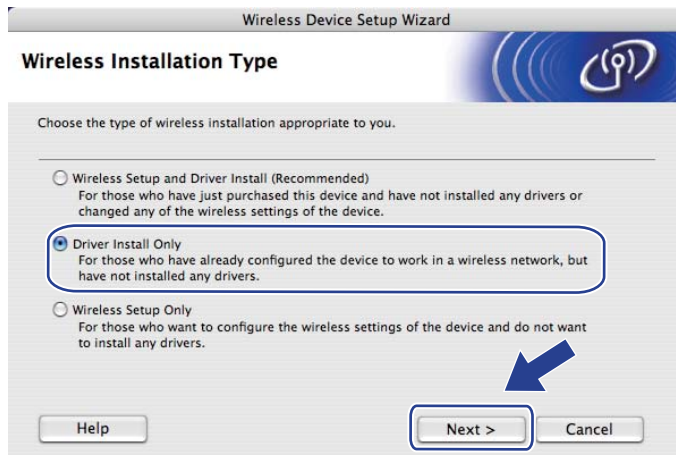 Wireless Device Setup Wizard
Wireless Installation Type
Choose the type of wireless installation appropriate to you.
Wireless Setup and Driver Install (Recommended)
For those who have just purchased this device and have not installed any drivers or
changed any of the wireless settings of the device.
Driver Install Only
For those who have already configured the device to work in a wireless network, but
have not installed any drivers.
Wireless Setup Only
For those who want to configure the wireless settings of the device and do not want
to install any drivers.
Help
Next >
Cancel